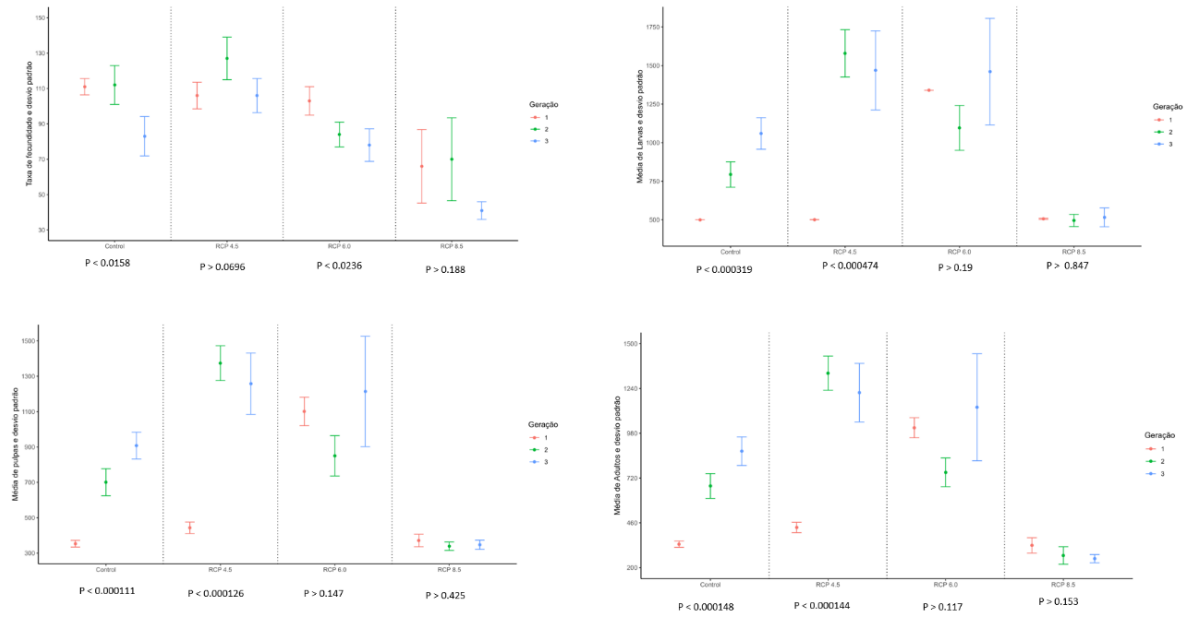 Taxa de fecundidade e desvio padrão
150
130
110
90
70
50
30
Control
RCP 4.5
RCP 6.0
RCP 8.5
P < 0.0158
P > 0.0696
P < 0.0236
P > 0.188
Geração
1
2
3
Média de Larvas e desvio padrão
1750
1500
1250
1000
750
500
Control
RCP 4.5
RCP 6.0
RCP 8.5
P < 0.000319
P < 0.000474
P > 0.19
P > 0.847
Geração
1
2
3
Média de pulpas e desvio padrão
1500
1300
1100
900
700
500
300
Control
RCP 4.5
RCP 6.0
RCP 8.5
P < 0.000111
P < 0.000126
P > 0.147
P > 0.425
Geração
1
2
3
Média de Adultos e desvio padrão
1500
1240
980
720
460
200
Control
RCP 4.5
RCP 6.0
RCP 8.5
P < 0.000148
P < 0.000144
P > 0.117
P > 0.153
Geração
1
2
3